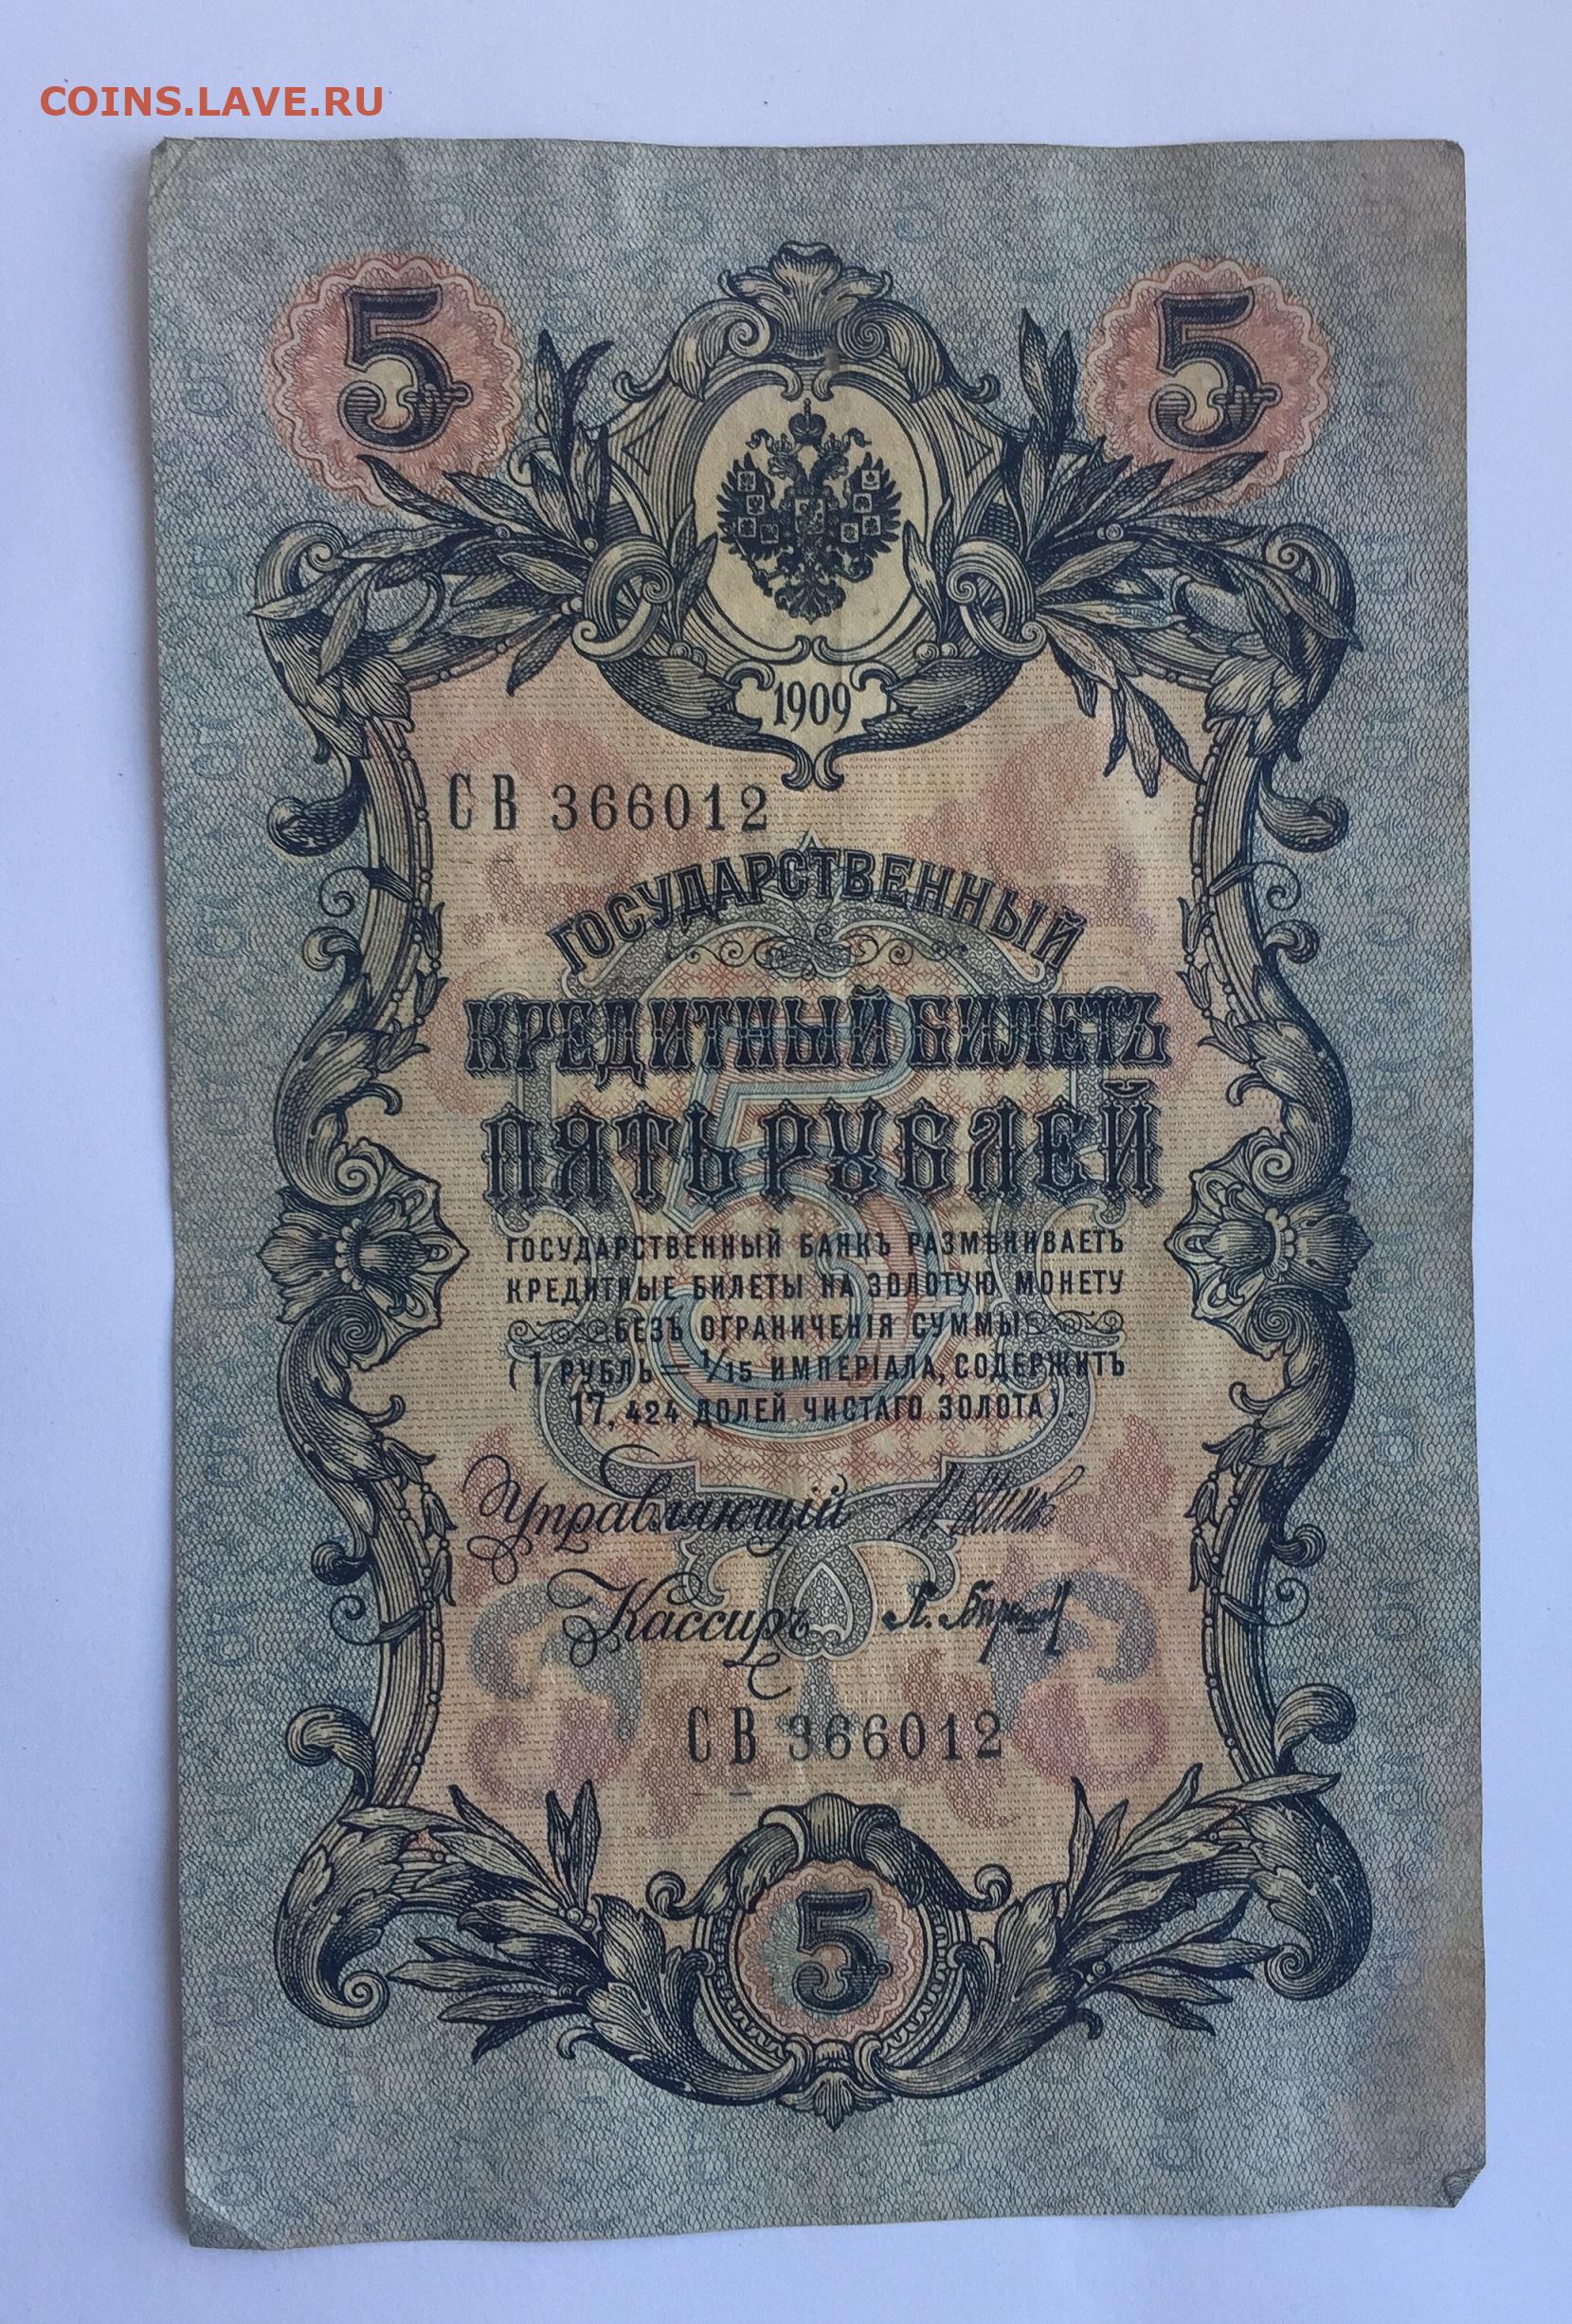 COINS.LAVE.RU
5 5
1909
СВ 366012
ГОСУДАРСТВЕННЫЙ
КРЕДИТНЫЙ БИЛЕТЪ
ПЯТЬ РУБЛЕЙ
ГОСУДАРСТВЕННЫЙ БАНКЪ РАЗМѢНИВАЕТЪ
КРЕДИТНЫЕ БИЛЕТЫ НА ЗОЛОТУЮ МОНЕТУ
БЕЗЪ ОГРАНИЧЕНІЯ СУММЫ
(1 РУБЛЬ = 1/15 ИМПЕРІАЛА, СОДЕРЖИТЪ
17,424 ДОЛЕЙ ЧИСТАГО ЗОЛОТА).
Управляющій
Кассиръ
СВ 366012
5